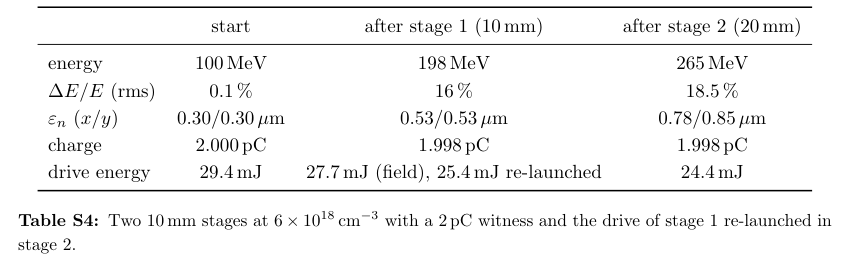 start after stage 1 (10 mm) after stage 2 (20 mm)
energy 100 MeV 198 MeV 265 MeV
ΔE/E (rms) 0.1 % 16 % 18.5 %
εₙ (x/y) 0.30/0.30 μm 0.53/0.53 μm 0.78/0.85 μm
charge 2.000 pC 1.998 pC 1.998 pC
drive energy 29.4 mJ 27.7 mJ (field), 25.4 mJ re-launched 24.4 mJ
Table S4: Two 10 mm stages at 6 × 10¹⁸ cm⁻³ with a 2 pC witness and the drive of stage 1 re-launched in
stage 2.